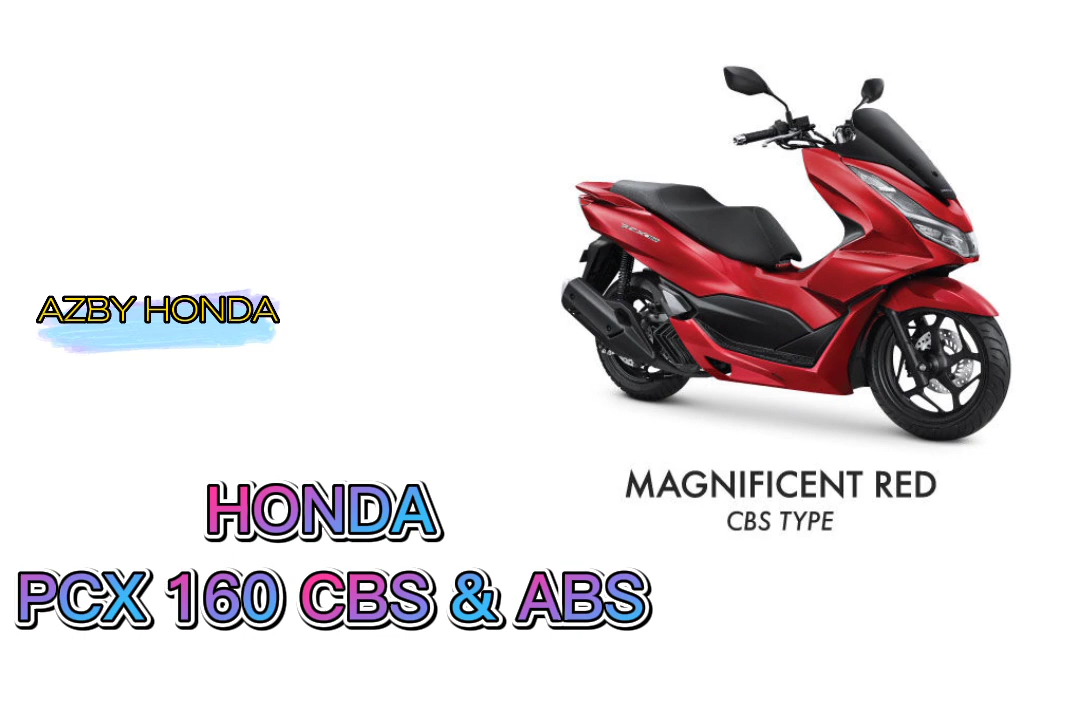 AZBY HONDA
MAGNIFICENT RED
CBS TYPE
HONDA
PCX 160 CBS & ABS